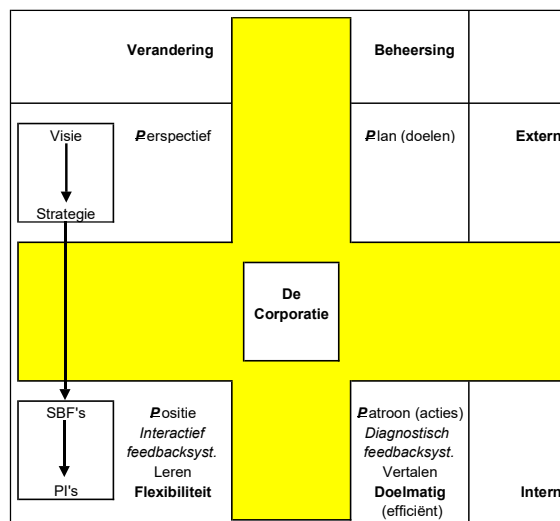 Verandering
Beheersing
Visie
Perspectief
Plan (doelen)
Extern
Strategie
De
Corporatie
SBF's
Positie
Interactief
feedbacksyst.
Leren
Flexibiliteit
PI's
Patroon (acties)
Diagnostisch
feedbacksyst.
Vertalen
Doelmatig
(efficiënt)
Intern